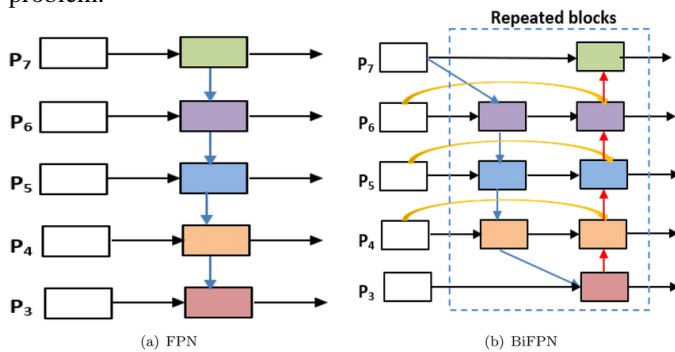 problem.
Repeated blocks
P7
P6
P5
P4
P3
P7
P6
P5
P4
P3
(a) FPN
(b) BiFPN